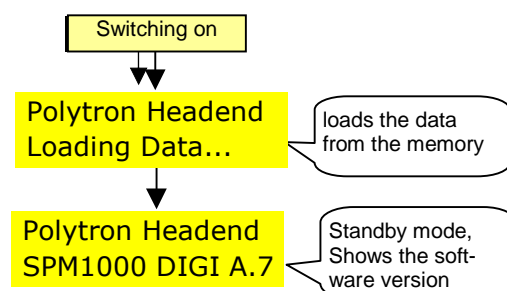 Switching on
Polytron Headend
Loading Data...
loads the data
from the memory
Polytron Headend
SPM1000 DIGI A.7
Standby mode,
Shows the soft-
ware version